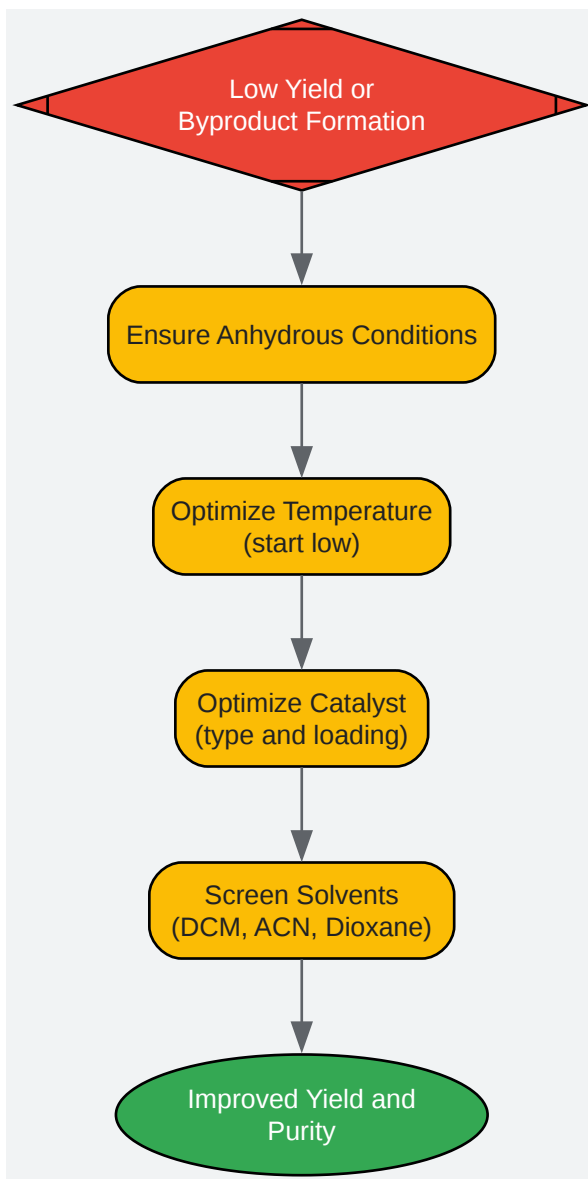 Low Yield or
Byproduct Formation
Ensure Anhydrous Conditions
Optimize Temperature
(start low)
Optimize Catalyst
(type and loading)
Screen Solvents
(DCM, ACN, Dioxane)
Improved Yield and
Purity